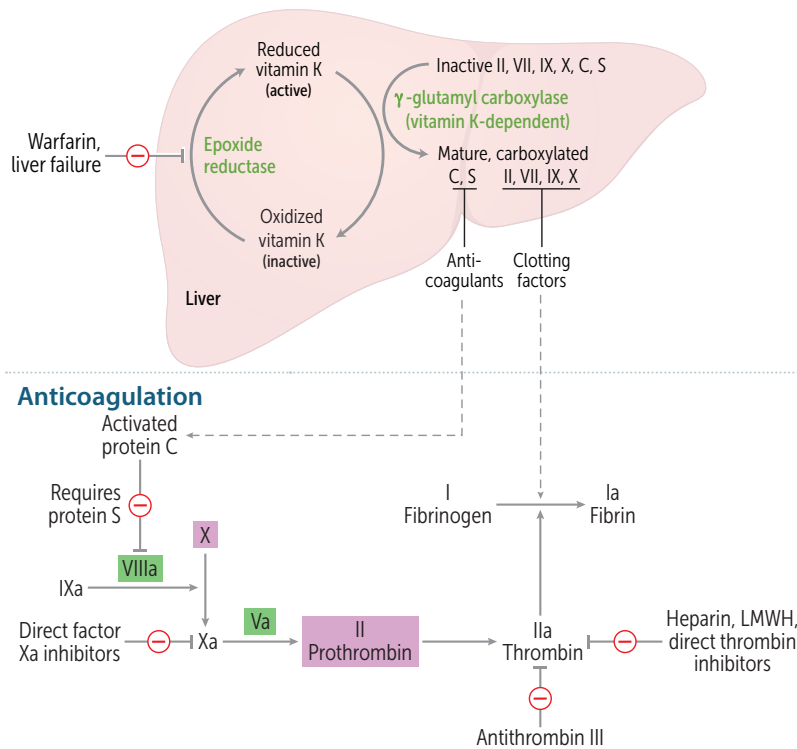 Reduced
vitamin K
(active)
Inactive II, VII, IX, X, C, S
γ-glutamyl carboxylase
(vitamin K-dependent)
Warfarin,
liver failure
Epoxide
reductase
Mature, carboxylated
C, S
II, VII, IX, X
Oxidized
vitamin K
(inactive)
Anti-
coagulants
Clotting
factors
Liver
Anticoagulation
Activated
protein C
Requires
protein S
I
Fibrinogen
Ia
Fibrin
X
VIIIa
IXa
Va
Direct factor
Xa inhibitors
Xa
II
Prothrombin
IIa
Thrombin
Heparin, LMWH,
direct thrombin
inhibitors
Antithrombin III